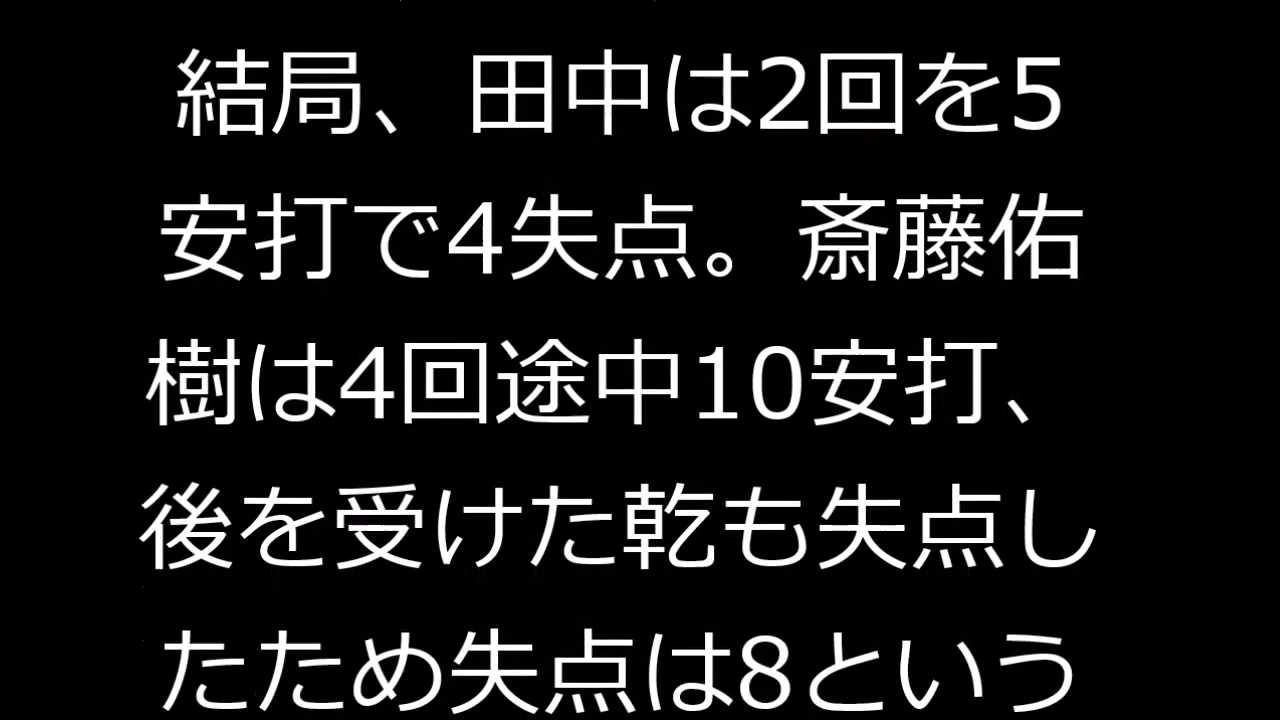 結局、田中は2回を5
安打で4失点。斎藤佑
樹は4回途中10安打、
後を受けた乾も失点し
たため失点は8という